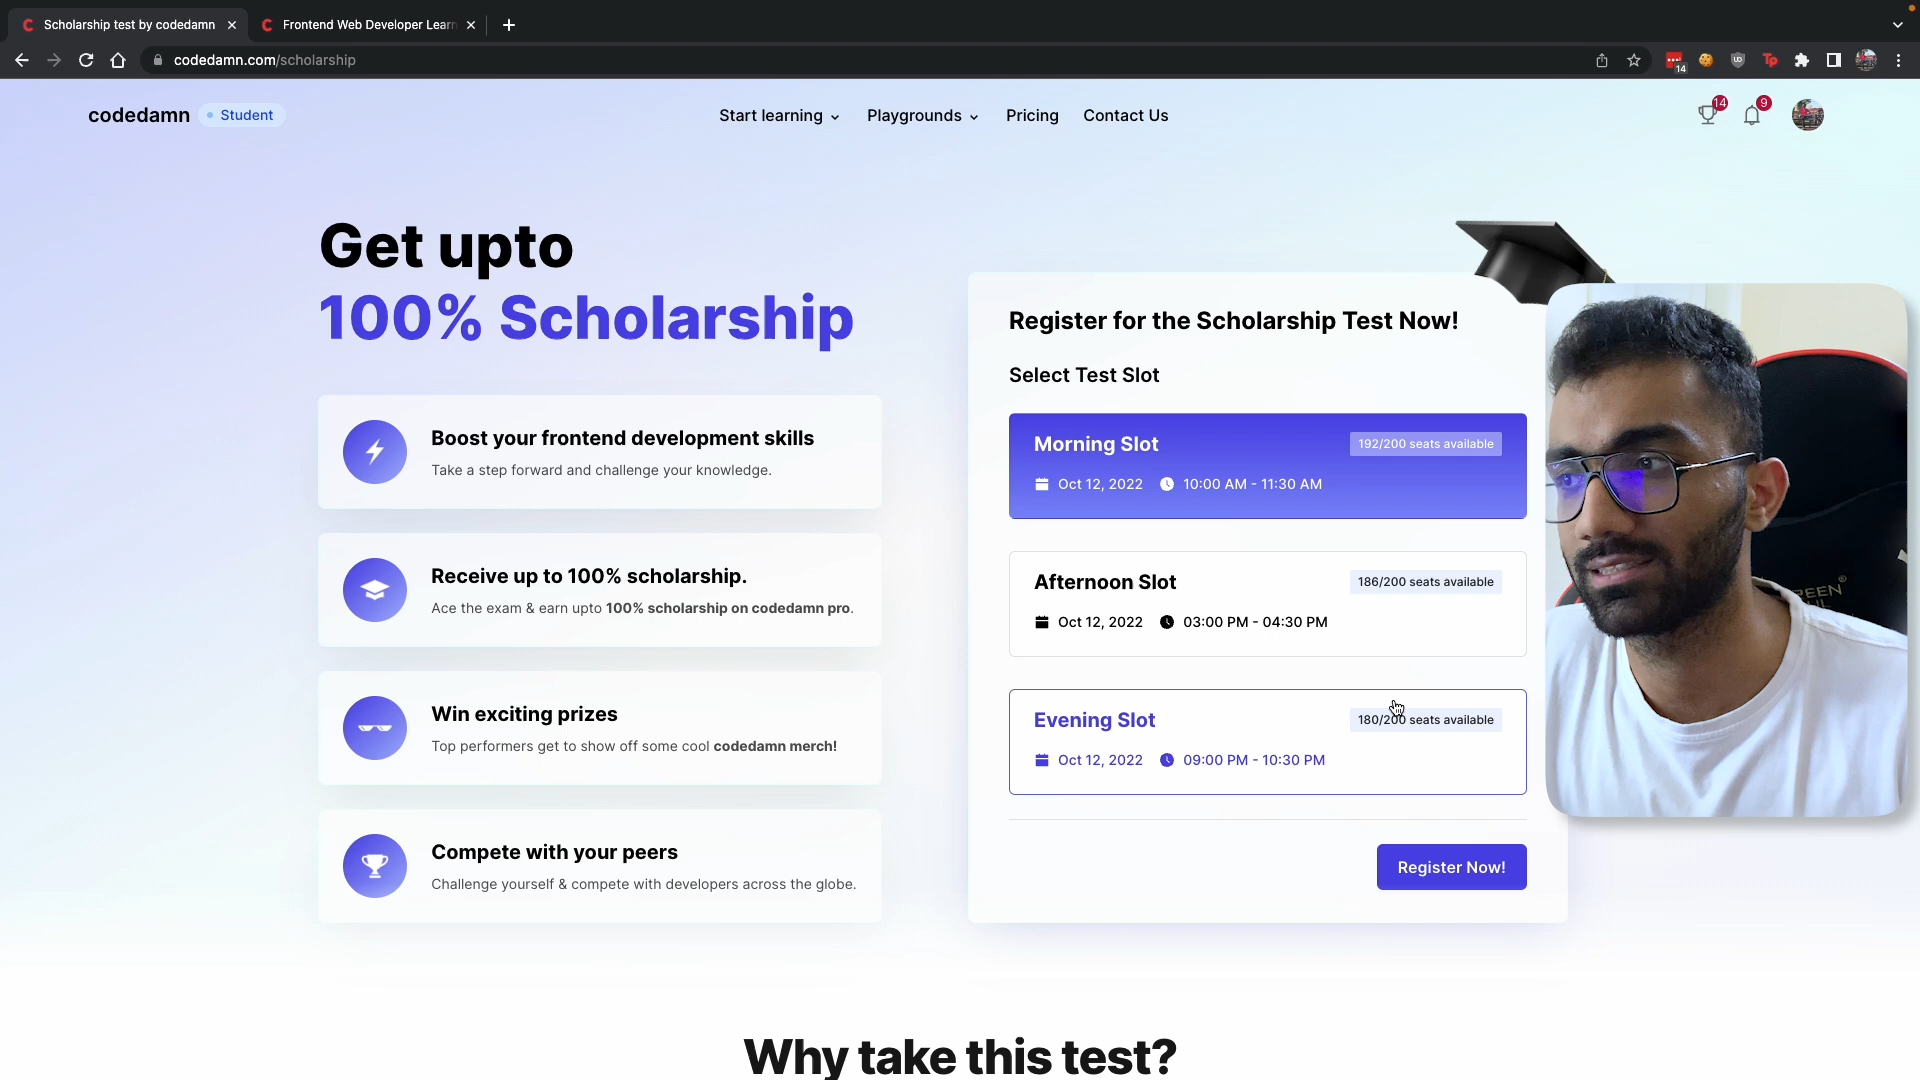 Scholarship test by codedamn
Frontend Web Developer Learn
codedamn.com/scholarship
14
codedamn
Student
Start learning
Playgrounds
Pricing
Contact Us
14
9
Get upto
100% Scholarship
Boost your frontend development skills
Take a step forward and challenge your knowledge.
Receive up to 100% scholarship.
Ace the exam & earn upto 100% scholarship on codedamn pro.
Win exciting prizes
Top performers get to show off some cool codedamn merch!
Compete with your peers
Challenge yourself & compete with developers across the globe.
Register for the Scholarship Test Now!
Select Test Slot
Morning Slot
192/200 seats available
Oct 12, 2022
10:00 AM - 11:30 AM
Afternoon Slot
186/200 seats available
Oct 12, 2022
03:00 PM - 04:30 PM
Evening Slot
180/200 seats available
Oct 12, 2022
09:00 PM - 10:30 PM
Register Now!
Why take this test?